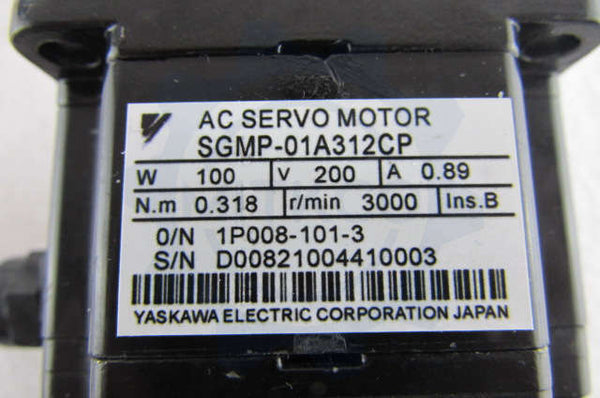 AC SERVO MOTOR
SGMP-01A312CP
W 100 V 200 A 0.89
N.m 0.318 r/min 3000 Ins.B
O/N 1P008-101-3
S/N D00821004410003
YASKAWA ELECTRIC CORPORATION JAPAN